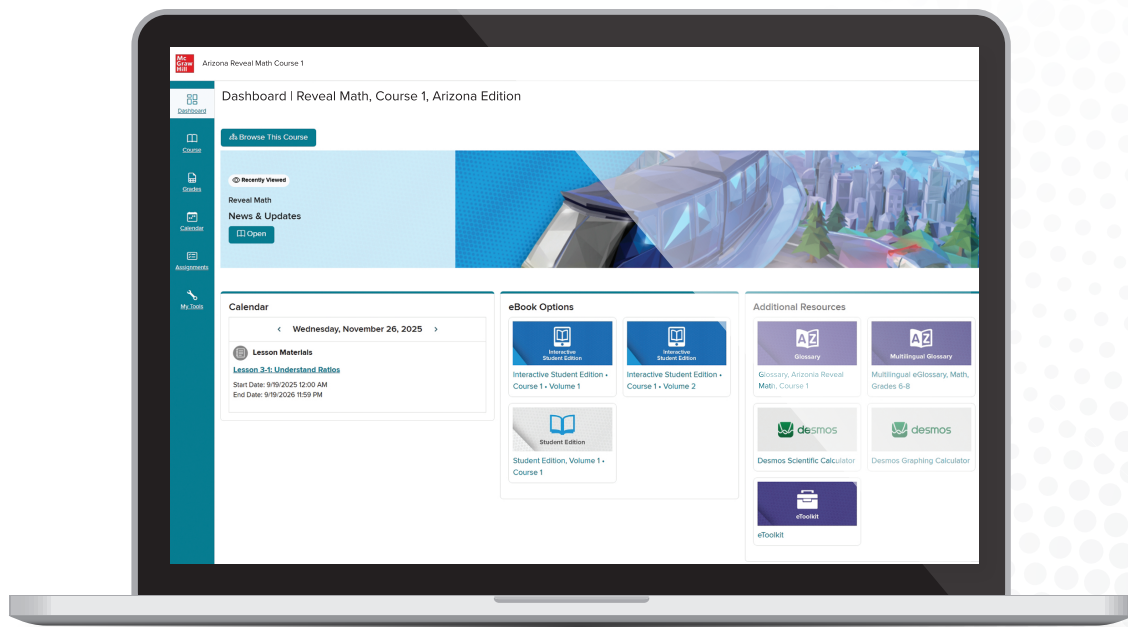 Mc
Graw
Hill
Arizona Reveal Math Course 1
Dashboard
Course
Grades
Calendar
Assignments
My Tools
Dashboard | Reveal Math, Course 1, Arizona Edition
Browse This Course
Recently Viewed
Reveal Math
News & Updates
Open
Calendar
‹ Wednesday, November 26, 2025 ›
Lesson Materials
Lesson 3-1: Understand Ratios
Start Date: 9/19/2025 12:00 AM
End Date: 9/19/2026 11:59 PM
eBook Options
Interactive
Student Edition
Interactive Student Edition •
Course 1 • Volume 1
Interactive
Student Edition
Interactive Student Edition •
Course 1 • Volume 2
Student Edition
Student Edition, Volume 1 •
Course 1
Additional Resources
AZ
Glossary
Glossary, Arizonia Reveal
Math, Course 1
AZ
Multilingual Glossary
Multilingual eGlossary, Math,
Grades 6-8
desmos
Desmos Scientific Calculator
desmos
Desmos Graphing Calculator
eToolkit
eToolkit